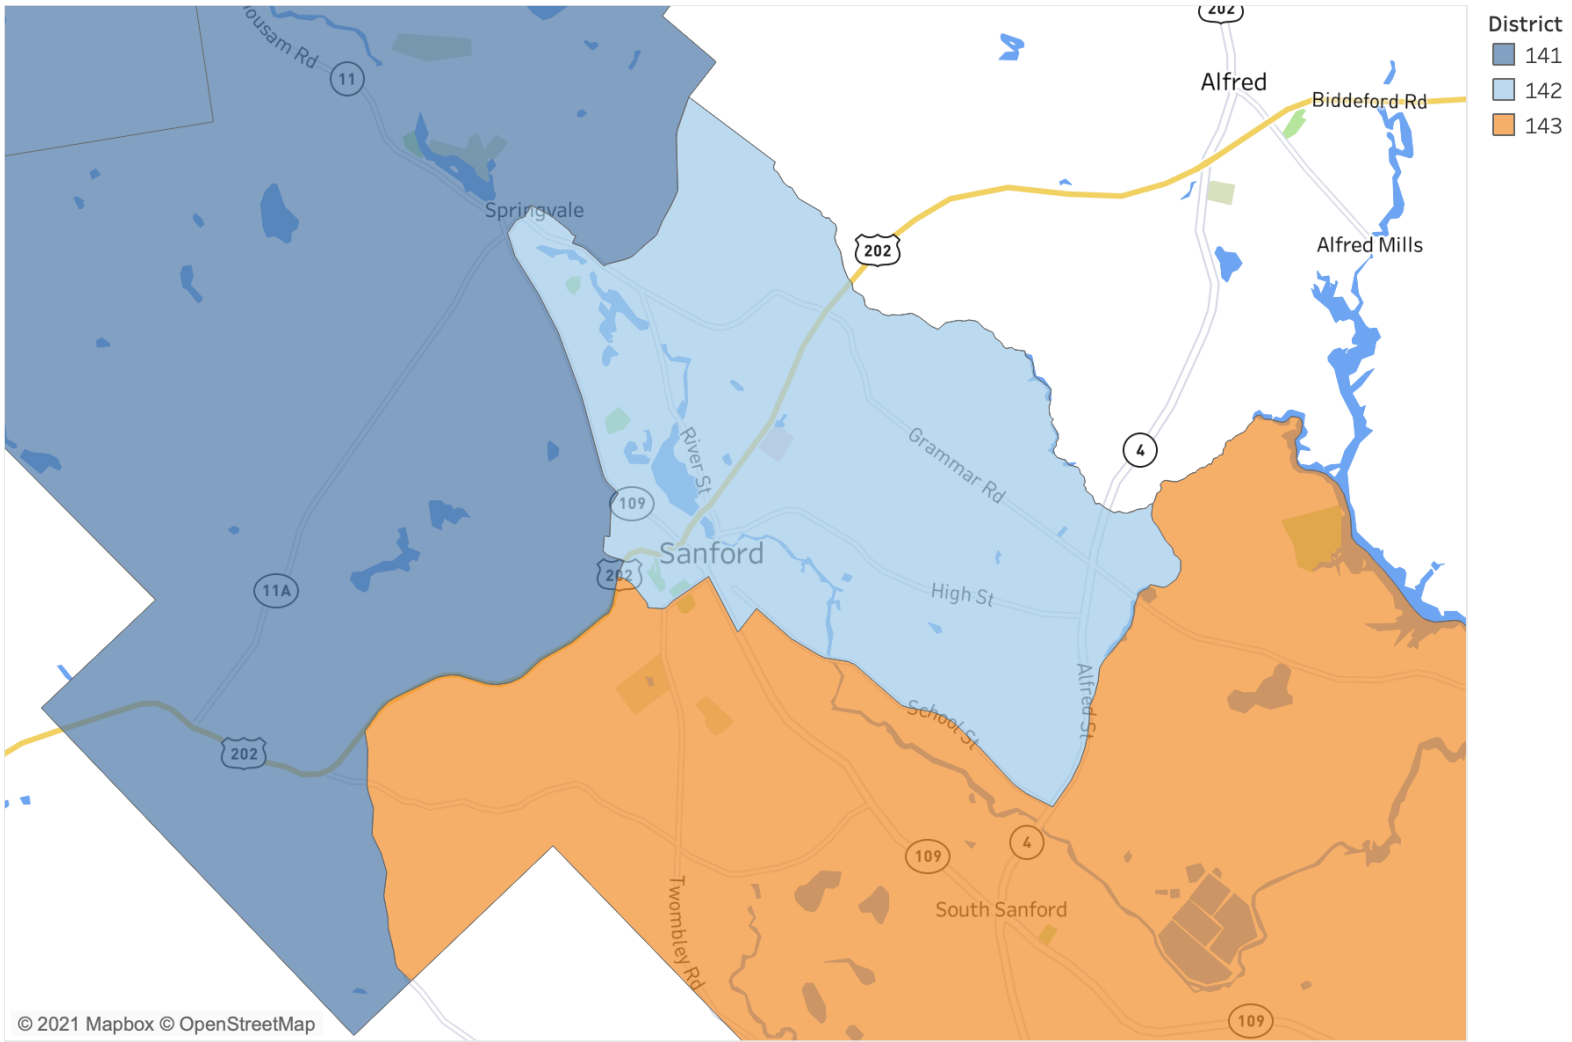 202
District
141
142
143
Alfred
Biddeford Rd
ousam Rd
11
Springvale
202
Alfred Mills
4
River St
Grammar Rd
109
Sanford
202
High St
11A
Alfred St
School St
202
109
4
Twombley Rd
South Sanford
109
© 2021 Mapbox © OpenStreetMap